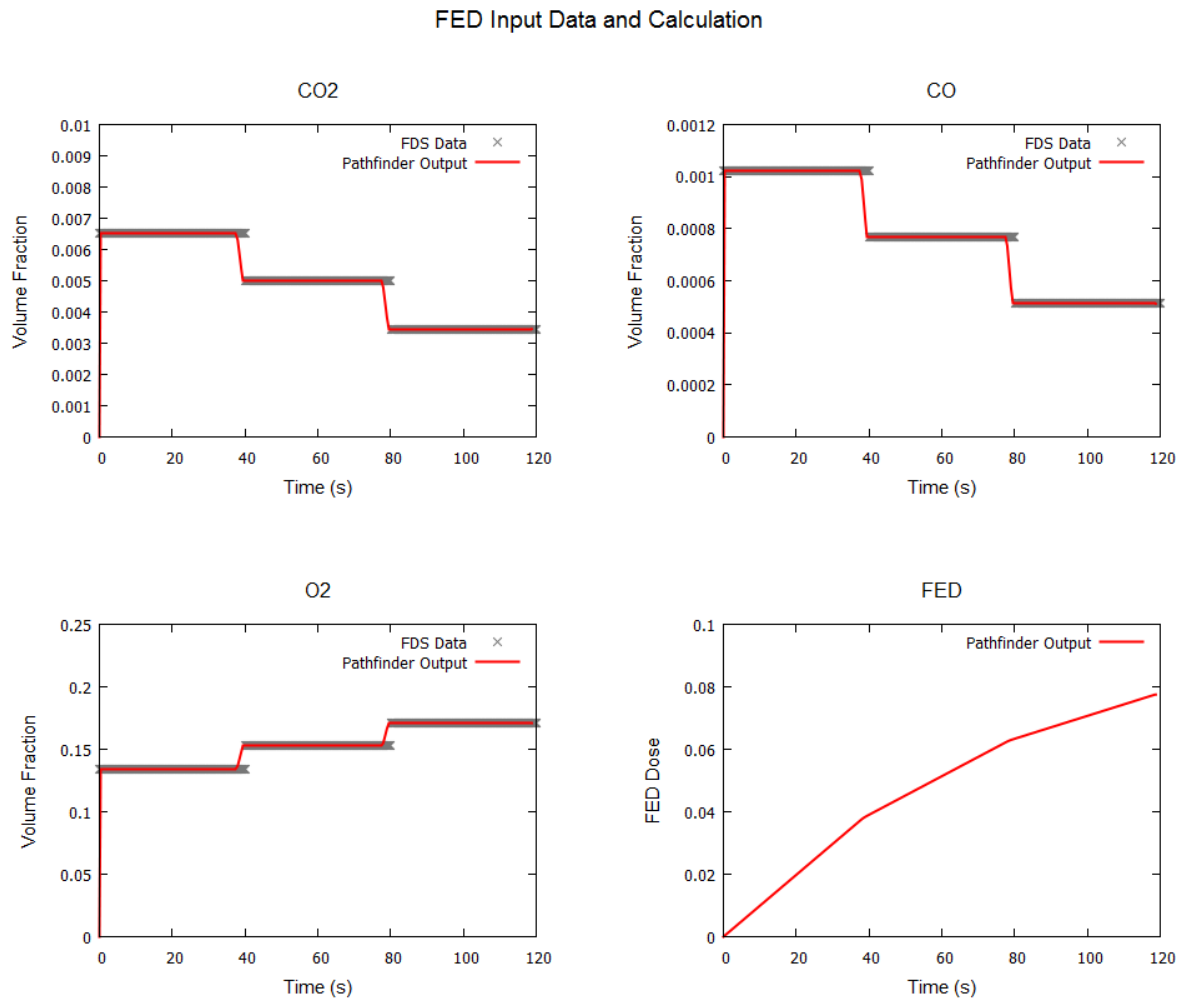 FED Input Data and Calculation
CO2
0.01
0.009
0.008
0.007
0.006
0.005
0.004
0.003
0.002
0.001
0
Volume Fraction
FDS Data
Pathfinder Output
0 20 40 60 80 100 120
Time (s)
CO
0.0012
0.001
0.0008
0.0006
0.0004
0.0002
0
Volume Fraction
FDS Data
Pathfinder Output
0 20 40 60 80 100 120
Time (s)
O2
0.25
0.2
0.15
0.1
0.05
0
Volume Fraction
FDS Data
Pathfinder Output
0 20 40 60 80 100 120
Time (s)
FED
0.1
0.08
0.06
0.04
0.02
0
FED Dose
Pathfinder Output
0 20 40 60 80 100 120
Time (s)